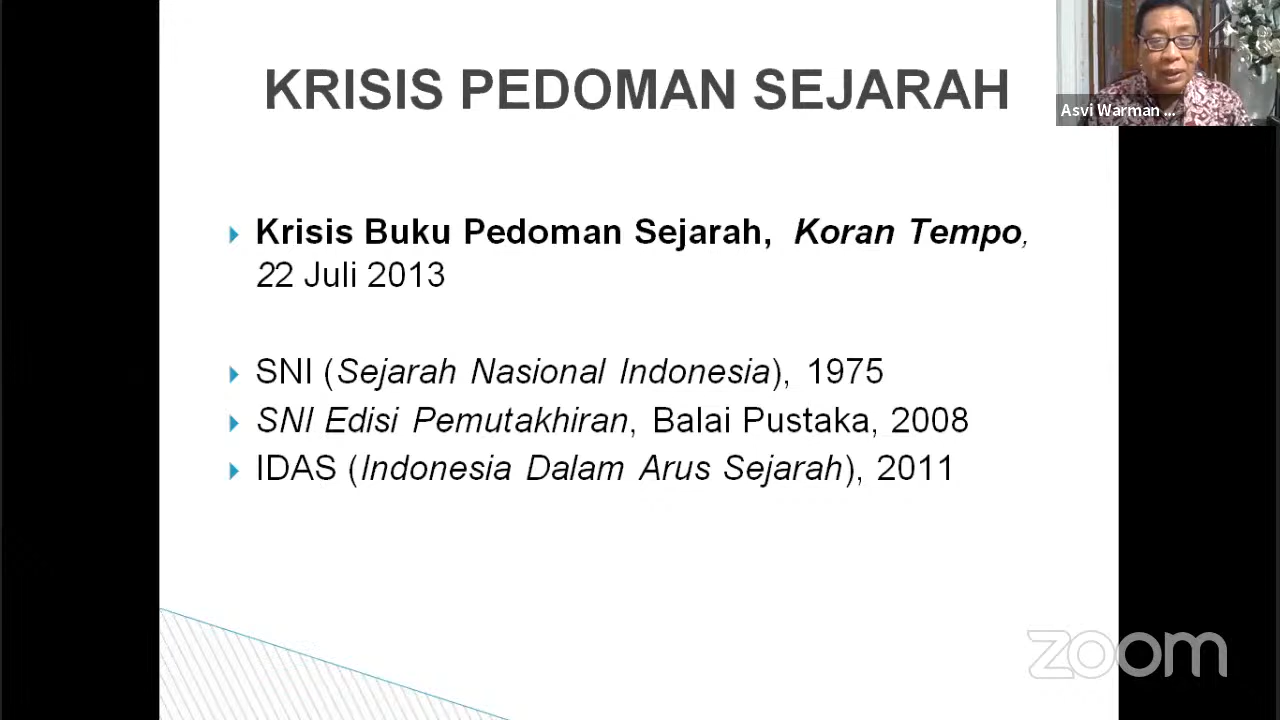 KRISIS PEDOMAN SEJARAH
Asvi Warman ...
Krisis Buku Pedoman Sejarah, Koran Tempo,
22 Juli 2013
SNI (Sejarah Nasional Indonesia), 1975
SNI Edisi Pemutakhiran, Balai Pustaka, 2008
IDAS (Indonesia Dalam Arus Sejarah), 2011
zoom